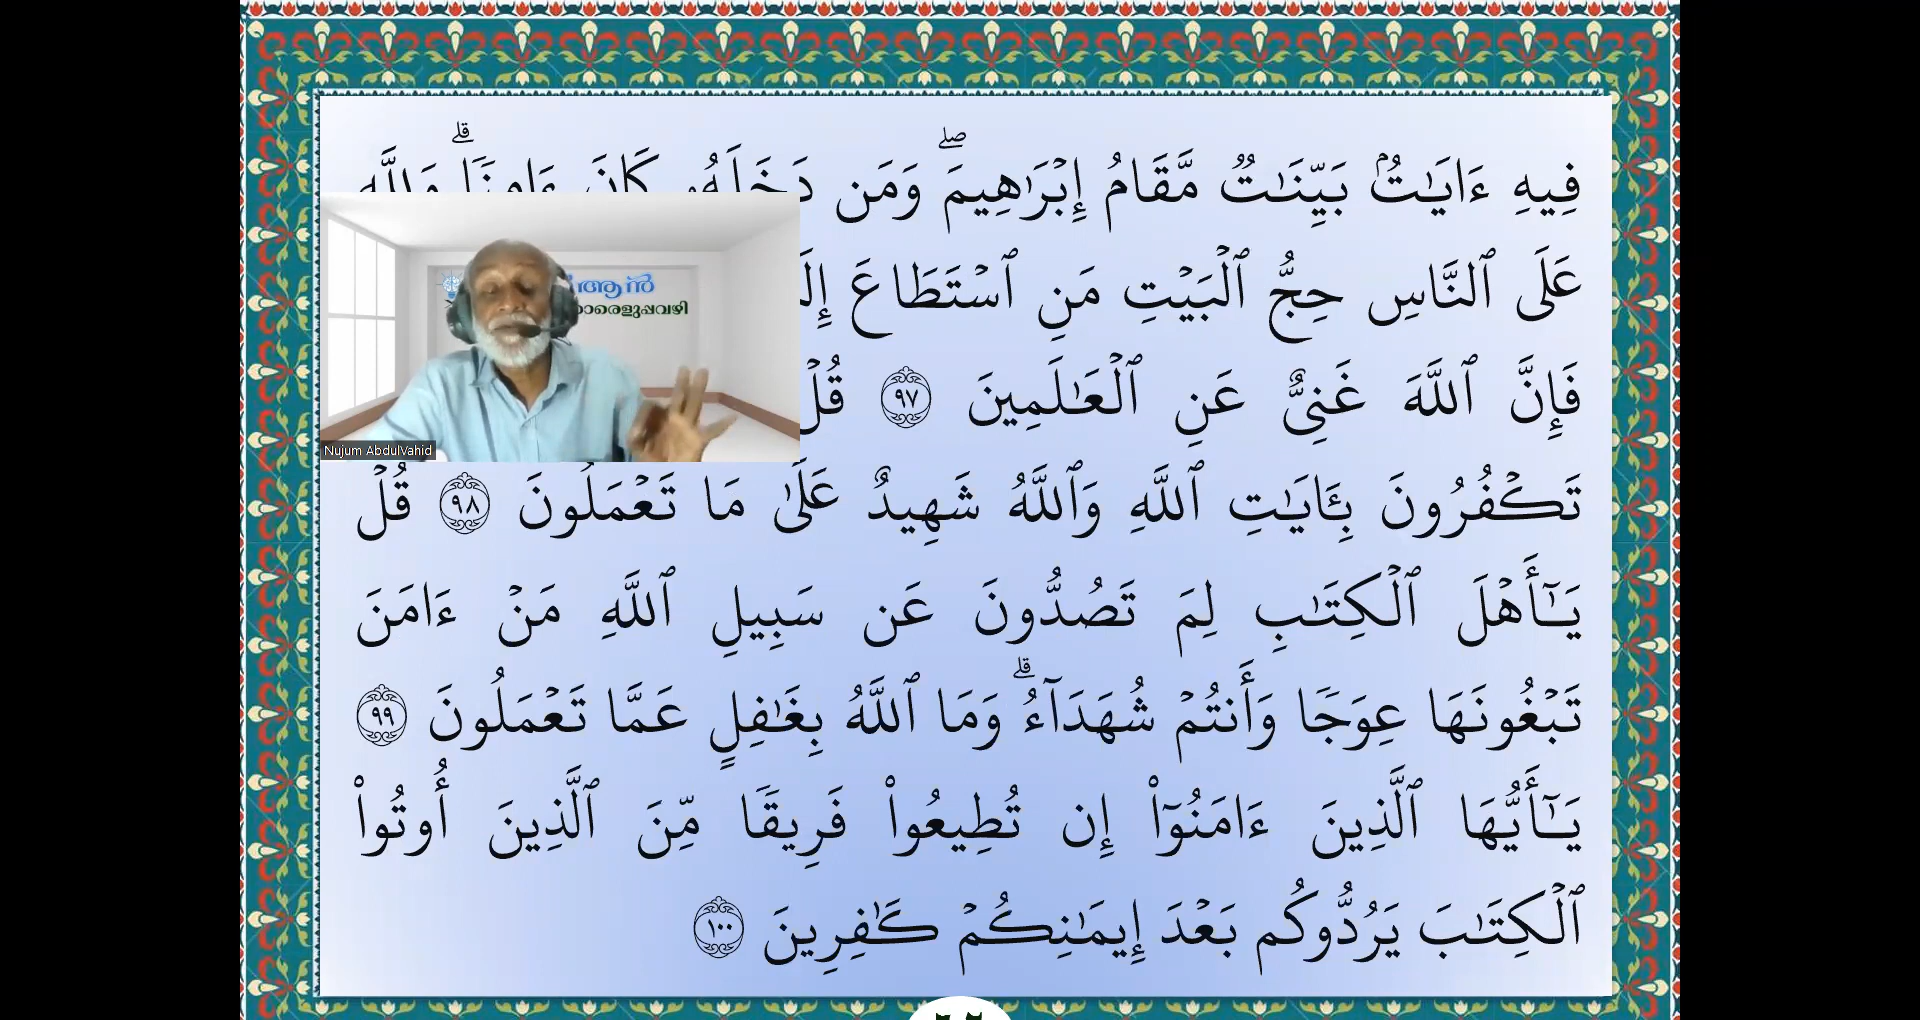 فِيهِ ءَايَـٰتٌۢ بَيِّنَـٰتٌ مَّقَامُ إِبْرَٰهِيمَ ۖ وَمَن دَخَلَهُۥ كَانَ ءَامِنًا ۗ وَلِلَّهِ
عَلَى ٱلنَّاسِ حِجُّ ٱلْبَيْتِ مَنِ ٱسْتَطَاعَ
فَإِنَّ ٱللَّهَ غَنِىٌّ عَنِ ٱلْعَـٰلَمِينَ ٩٧ قُلْ
تَكْفُرُونَ بِـَٔايَـٰتِ ٱللَّهِ وَٱللَّهُ شَهِيدٌ عَلَىٰ مَا تَعْمَلُونَ ٩٨ قُلْ
يَـٰٓأَهْلَ ٱلْكِتَـٰبِ لِمَ تَصُدُّونَ عَن سَبِيلِ ٱللَّهِ مَنْ ءَامَنَ
تَبْغُونَهَا عِوَجًا وَأَنتُمْ شُهَدَآءُ ۗ وَمَا ٱللَّهُ بِغَـٰفِلٍ عَمَّا تَعْمَلُونَ ٩٩
يَـٰٓأَيُّهَا ٱلَّذِينَ ءَامَنُوٓا۟ إِن تُطِيعُوا۟ فَرِيقًا مِّنَ ٱلَّذِينَ أُوتُوا۟
ٱلْكِتَـٰبَ يَرُدُّوكُم بَعْدَ إِيمَـٰنِكُمْ كَـٰفِرِينَ ١٠٠
Nujum AbdulVahid